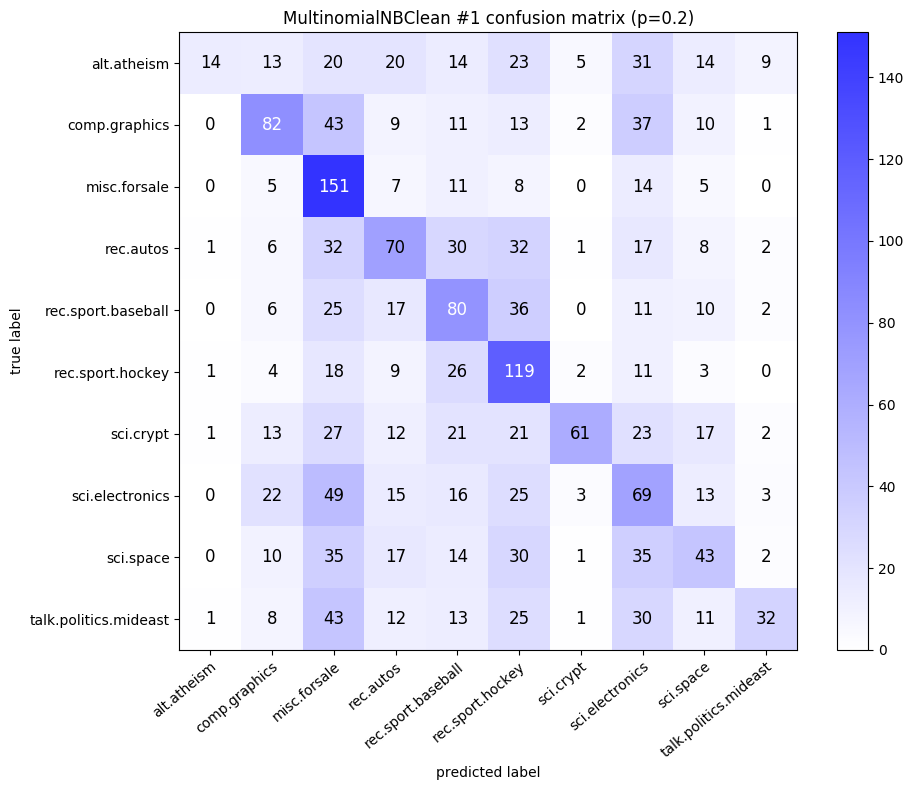 MultinomialNBClean #1 confusion matrix (p=0.2)
alt.atheism 14 13 20 20 14 23 5 31 14 9
comp.graphics 0 82 43 9 11 13 2 37 10 1
misc.forsale 0 5 151 7 11 8 0 14 5 0
rec.autos 1 6 32 70 30 32 1 17 8 2
rec.sport.baseball 0 6 25 17 80 36 0 11 10 2
rec.sport.hockey 1 4 18 9 26 119 2 11 3 0
sci.crypt 1 13 27 12 21 21 61 23 17 2
sci.electronics 0 22 49 15 16 25 3 69 13 3
sci.space 0 10 35 17 14 30 1 35 43 2
talk.politics.mideast 1 8 43 12 13 25 1 30 11 32
true label
alt.atheism
comp.graphics
misc.forsale
rec.autos
rec.sport.baseball
rec.sport.hockey
sci.crypt
sci.electronics
sci.space
talk.politics.mideast
predicted label
140
120
100
80
60
40
20
0